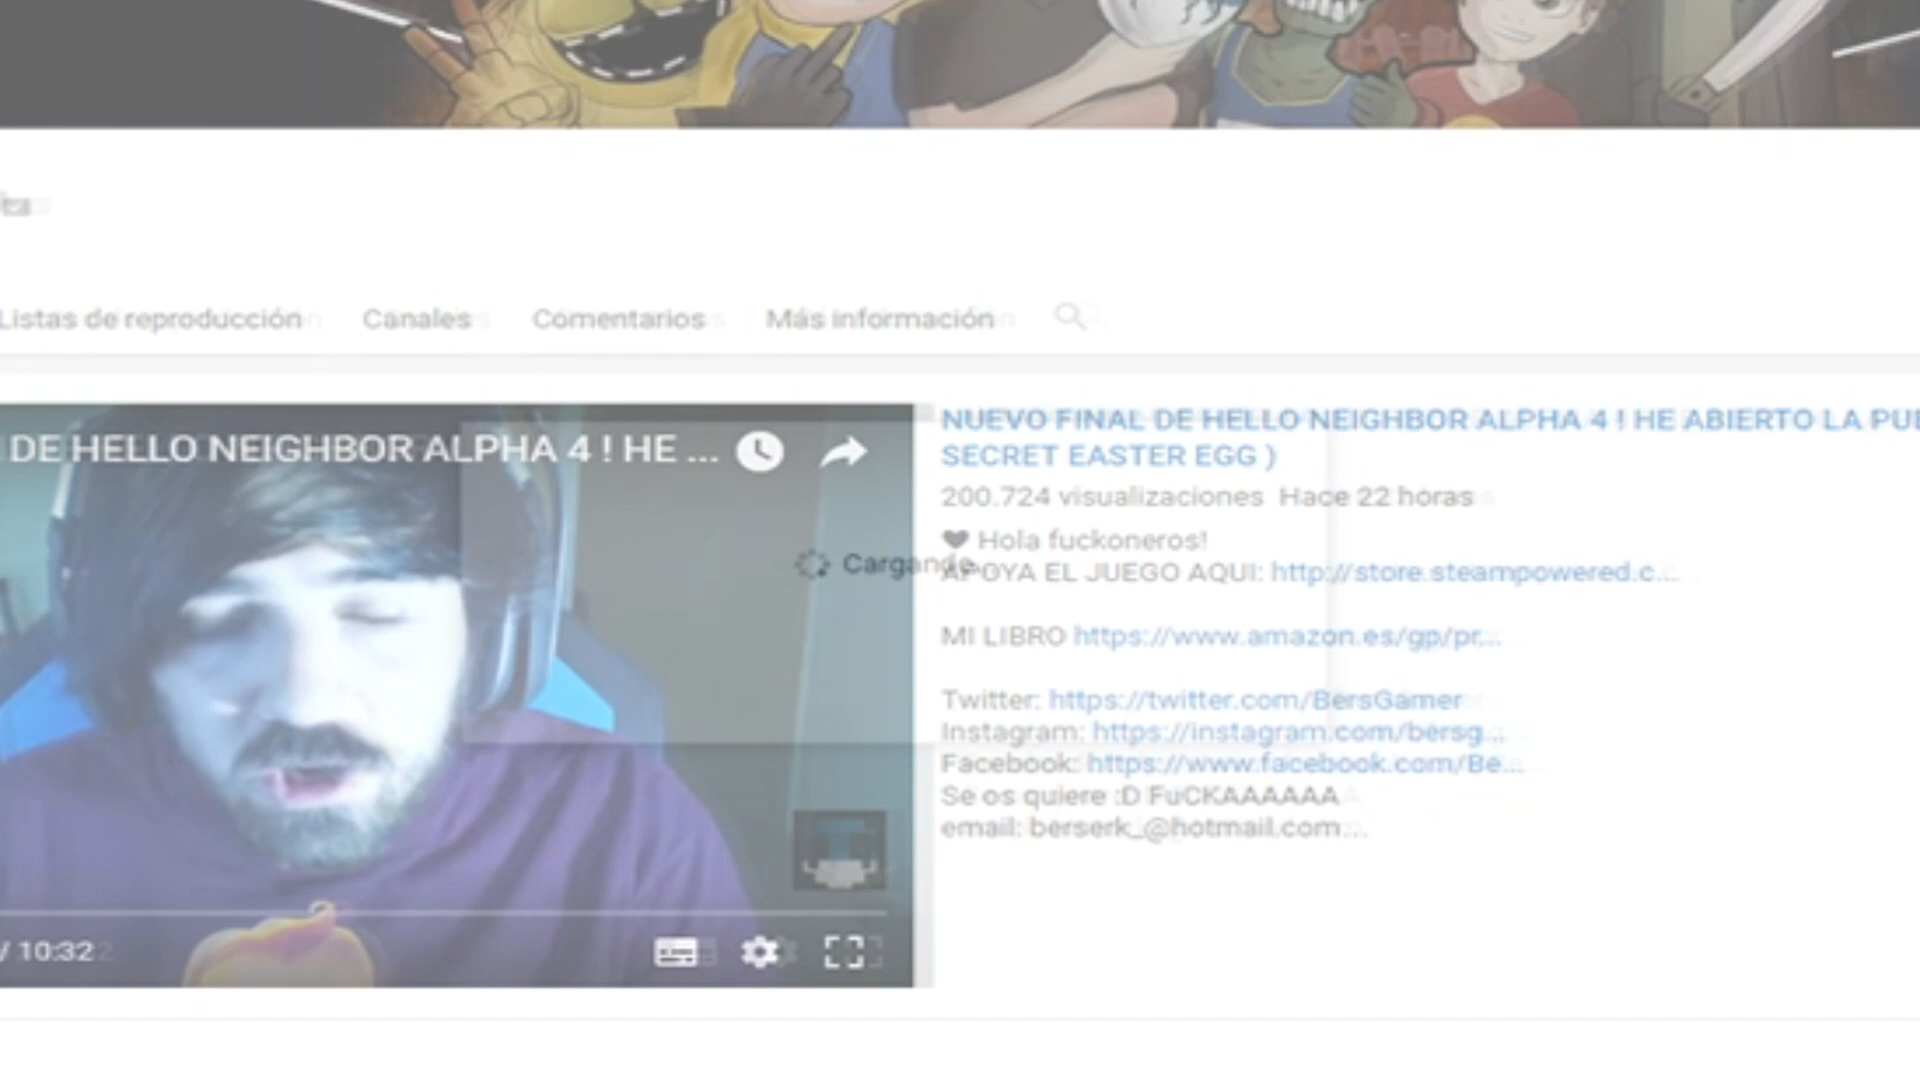 Listas de reproducción Canales Comentarios Más información
DE HELLO NEIGHBOR ALPHA 4 ! HE ...
NUEVO FINAL DE HELLO NEIGHBOR ALPHA 4 ! HE ABIERTO LA
SECRET EASTER EGG )
200.724 visualizaciones Hace 22 horas
Hola fuckoneros!
Cargando...
APOYA EL JUEGO AQUI: http://store.steampowered.c...
MI LIBRO https://www.amazon.es/gp/pr...
Twitter: https://twitter.com/BersGamer
Instagram: https://instagram.com/bersg...
Facebook: https://www.facebook.com/Be...
Se os quiere :D FuCKAAAAAA
email: berserk_@hotmail.com...
/ 10:32